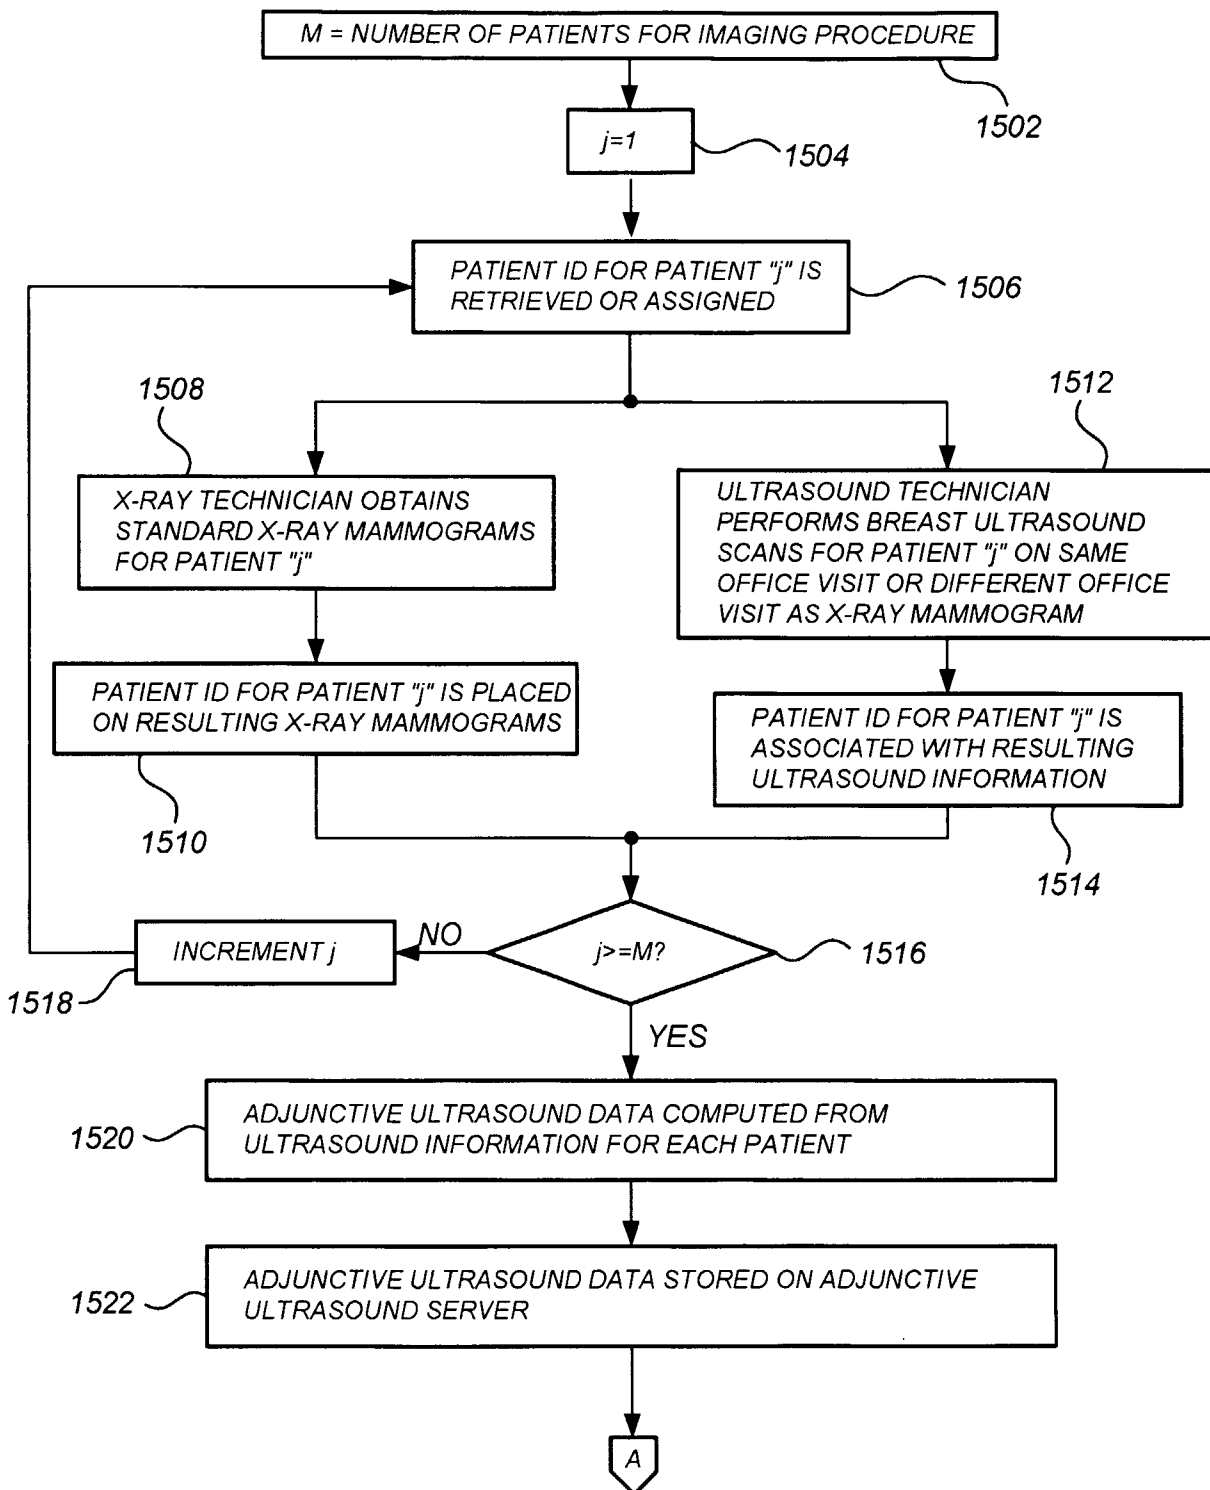 M = NUMBER OF PATIENTS FOR IMAGING PROCEDURE
1502
j=1
1504
PATIENT ID FOR PATIENT "j" IS
RETRIEVED OR ASSIGNED
1506
1508
X-RAY TECHNICIAN OBTAINS
STANDARD X-RAY MAMMOGRAMS
FOR PATIENT "j"
1512
ULTRASOUND TECHNICIAN
PERFORMS BREAST ULTRASOUND
SCANS FOR PATIENT "j" ON SAME
OFFICE VISIT OR DIFFERENT OFFICE
VISIT AS X-RAY MAMMOGRAM
PATIENT ID FOR PATIENT "j" IS PLACED
ON RESULTING X-RAY MAMMOGRAMS
1510
PATIENT ID FOR PATIENT "j" IS
ASSOCIATED WITH RESULTING
ULTRASOUND INFORMATION
1514
j>=M?
1516
NO
INCREMENT j
1518
YES
ADJUNCTIVE ULTRASOUND DATA COMPUTED FROM
ULTRASOUND INFORMATION FOR EACH PATIENT
1520
ADJUNCTIVE ULTRASOUND DATA STORED ON ADJUNCTIVE
ULTRASOUND SERVER
1522
A